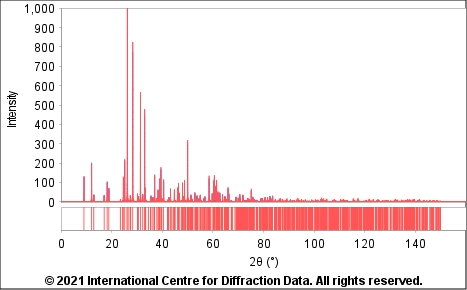 1,000
900
800
700
600
500
400
300
200
100
0
Intensity
0 20 40 60 80 100 120 140
2θ (°)
© 2021 International Centre for Diffraction Data. All rights reserved.